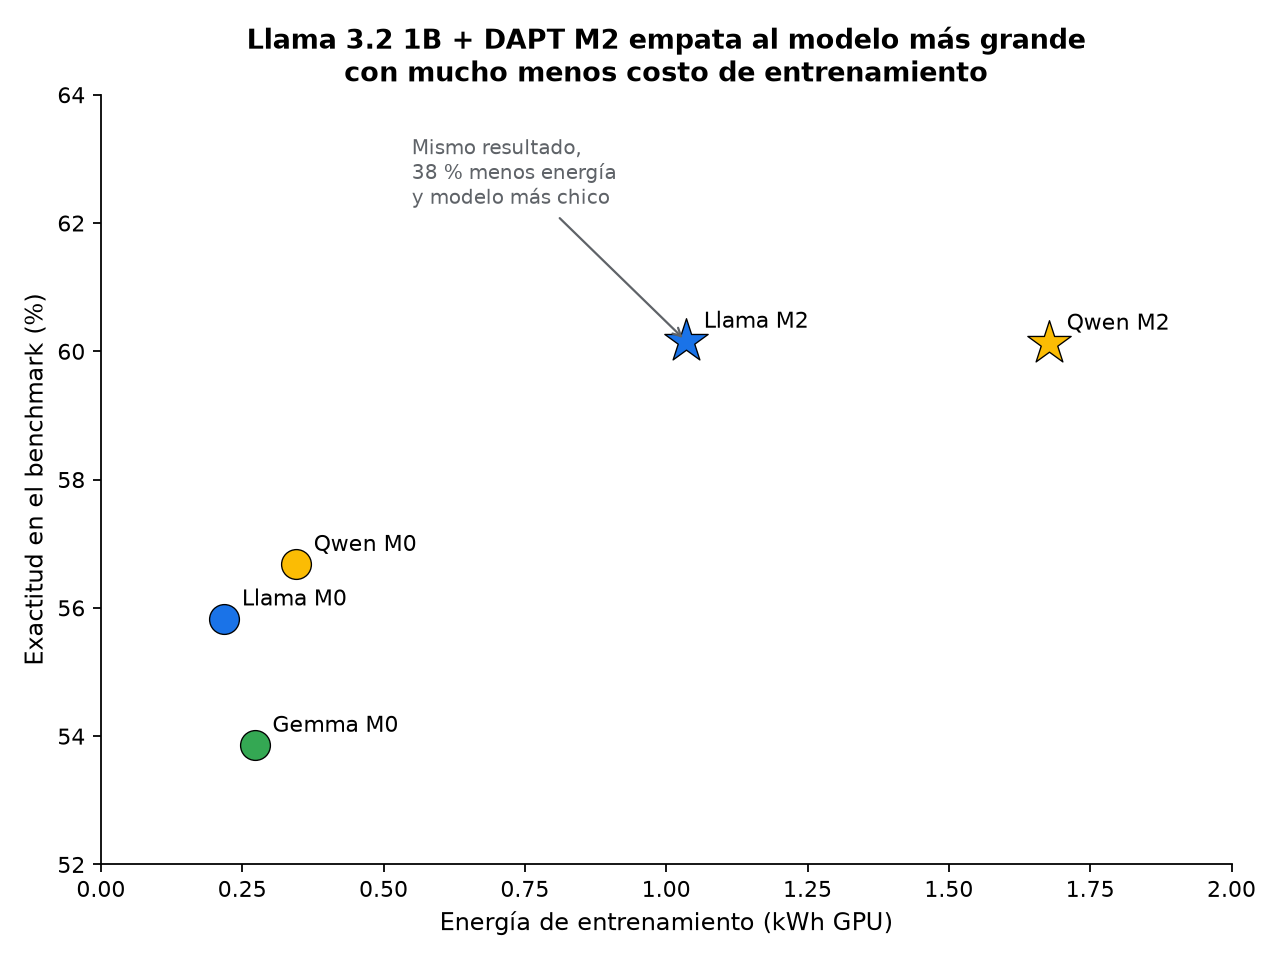 Llama 3.2 1B + DAPT M2 empata al modelo más grande
con mucho menos costo de entrenamiento
Mismo resultado,
38 % menos energía
y modelo más chico
Llama M2
Qwen M2
Qwen M0
Llama M0
Gemma M0
Exactitud en el benchmark (%)
64
62
60
58
56
54
52
0.00 0.25 0.50 0.75 1.00 1.25 1.50 1.75 2.00
Energía de entrenamiento (kWh GPU)